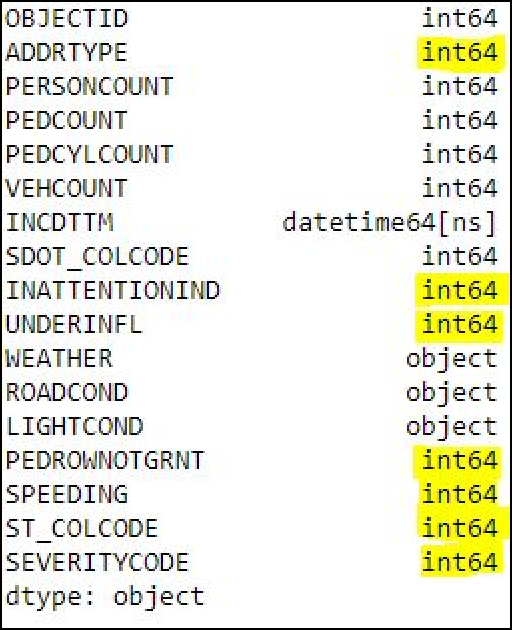 OBJECTID int64
ADDRTYPE int64
PERSONCOUNT int64
PEDCOUNT int64
PEDCYLCOUNT int64
VEHCOUNT int64
INCDTTM datetime64[ns]
SDOT_COLCODE int64
INATTENTIONIND int64
UNDERINFL int64
WEATHER object
ROADCOND object
LIGHTCOND object
PEDROWNOTGRNT int64
SPEEDING int64
ST_COLCODE int64
SEVERITYCODE int64
dtype: object